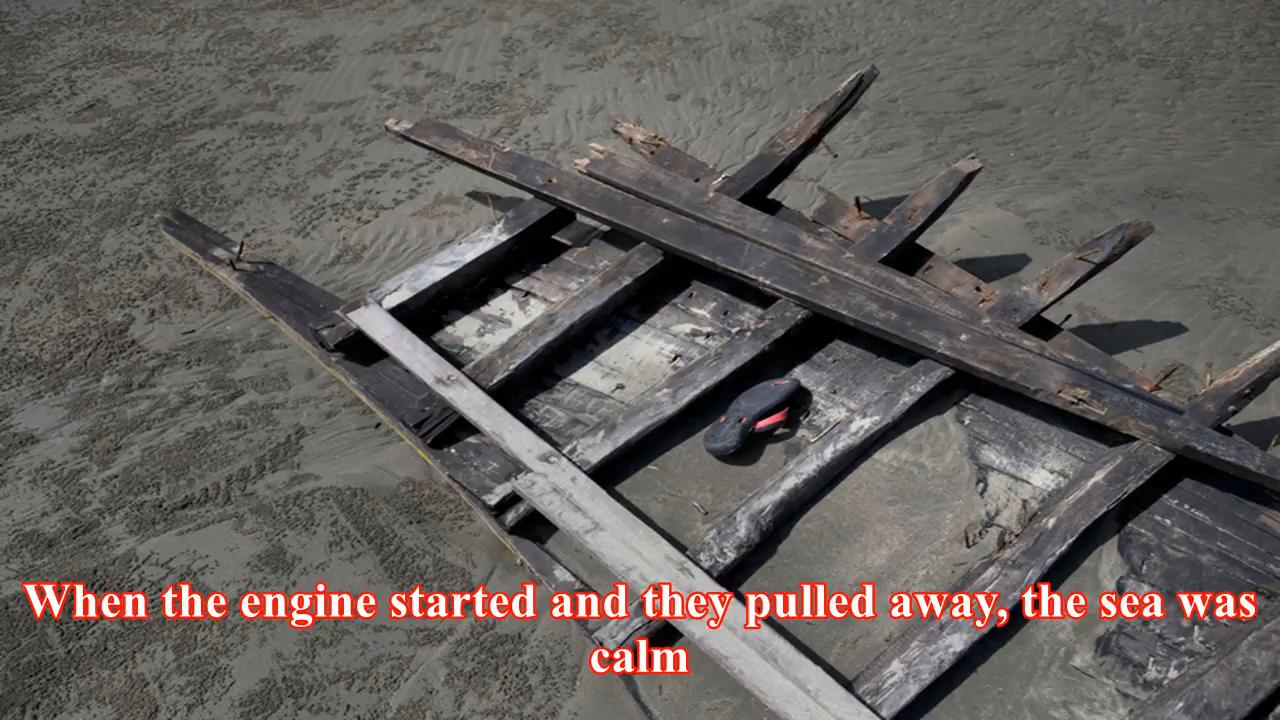 When the engine started and they pulled away, the sea was
calm